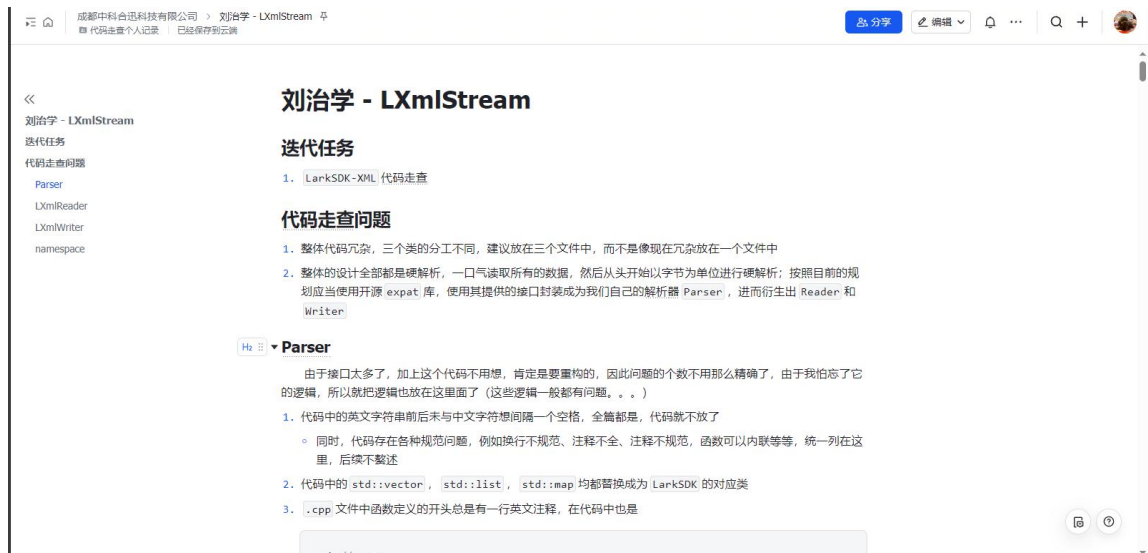 成都中科合迅科技有限公司 > 刘治学 - LXmlStream
代码走查个人记录 | 已经保存到云端
分享
编辑
刘治学 - LXmlStream
迭代任务
代码走查问题
Parser
LXmlReader
LXmlWriter
namespace
刘治学 - LXmlStream
迭代任务
1. LarkSDK-XML 代码走查
代码走查问题
1. 整体代码冗杂，三个类的分工不同，建议放在三个文件中，而不是像现在冗杂放在一个文件中
2. 整体的设计全部都是硬解析，一口气读取所有的数据，然后从头开始以字节为单位进行硬解析；按照目前的规
划应当使用开源 expat 库，使用其提供的接口封装成为我们自己的解析器 Parser ，进而衍生出 Reader 和
Writer
H2
Parser
由于接口太多了，加上这个代码不用想，肯定是要重构的，因此问题的个数不用那么精确了，由于我怕忘了它
的逻辑，所以就把逻辑也放在这里面了（这些逻辑一般都有问题。。。）
1. 代码中的英文字符串前后未与中文字符想间隔一个空格，全篇都是，代码就不放了
同时，代码存在各种规范问题，例如换行不规范、注释不全、注释不规范，函数可以内联等等，统一列在这
里，后续不赘述
2. 代码中的 std::vector ， std::list ， std::map 均都替换成为 LarkSDK 的对应类
3. .cpp 文件中函数定义的开头总是有一行英文注释，在代码中也是